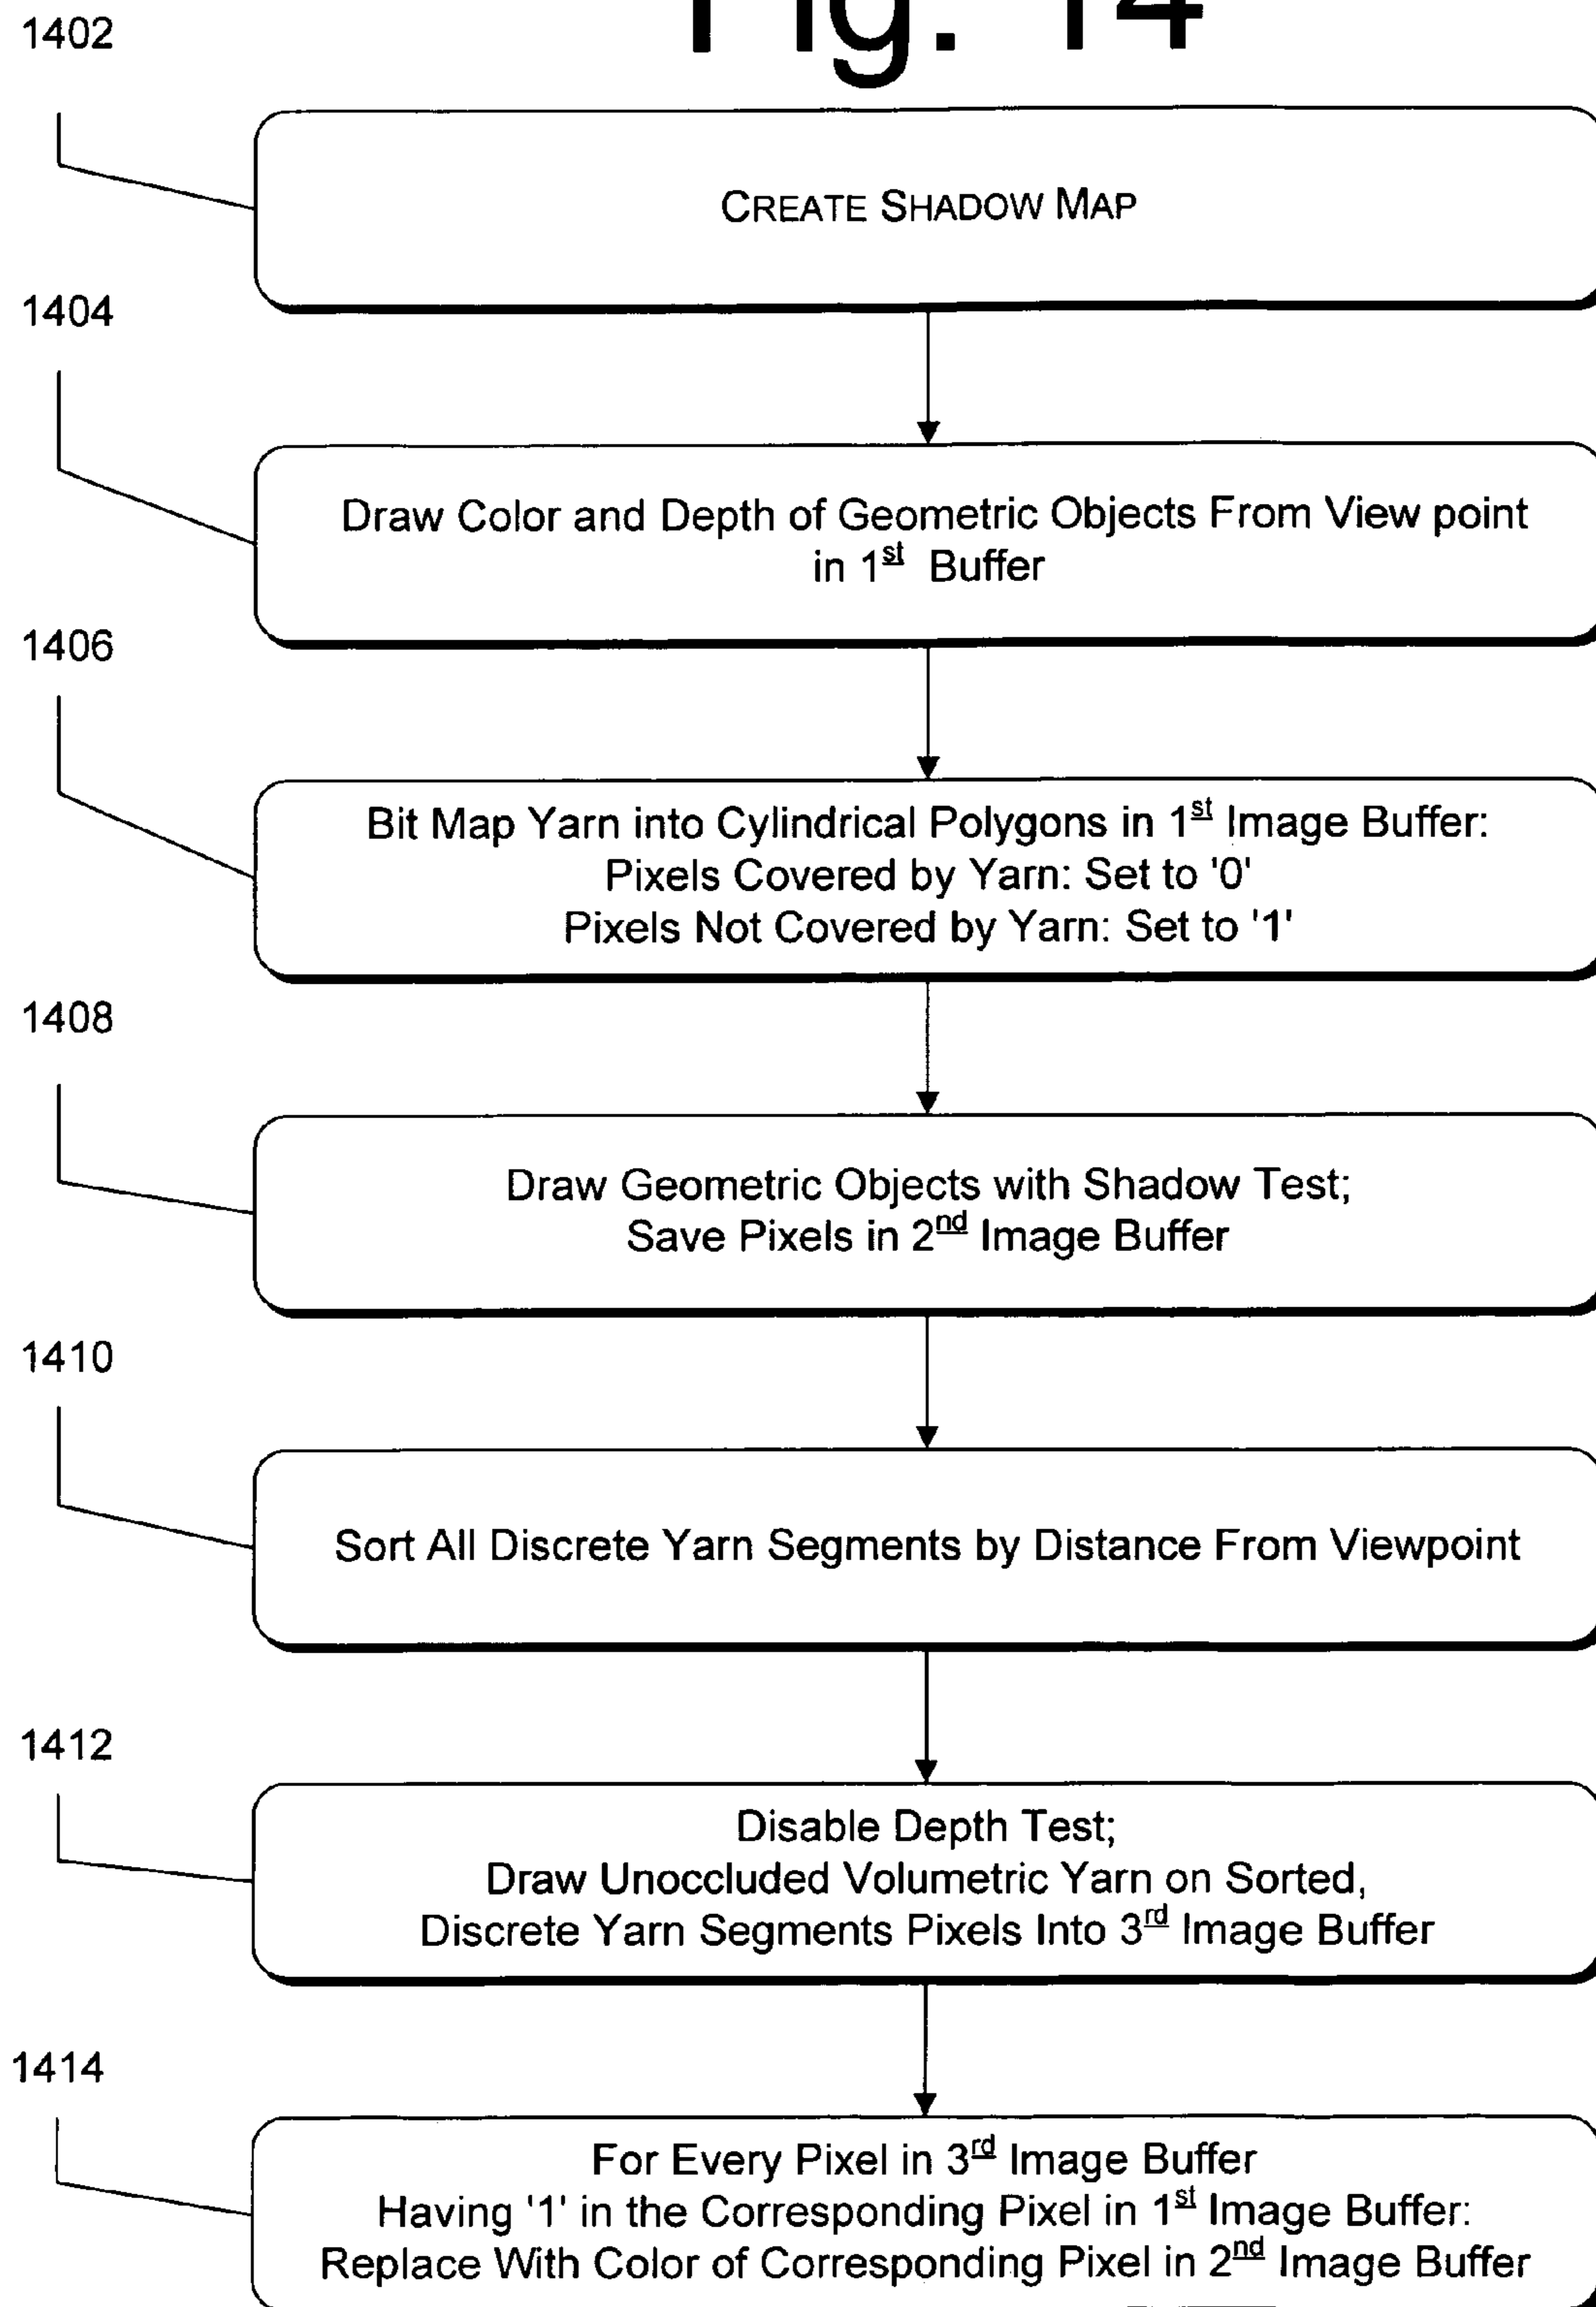 Fig. 14
1402
CREATE SHADOW MAP
1404
Draw Color and Depth of Geometric Objects From View point
in 1st Buffer
1406
Bit Map Yarn into Cylindrical Polygons in 1st Image Buffer:
Pixels Covered by Yarn: Set to '0'
Pixels Not Covered by Yarn: Set to '1'
1408
Draw Geometric Objects with Shadow Test;
Save Pixels in 2nd Image Buffer
1410
Sort All Discrete Yarn Segments by Distance From Viewpoint
1412
Disable Depth Test;
Draw Unoccluded Volumetric Yarn on Sorted,
Discrete Yarn Segments Pixels Into 3rd Image Buffer
1414
For Every Pixel in 3rd Image Buffer
Having '1' in the Corresponding Pixel in 1st Image Buffer:
Replace With Color of Corresponding Pixel in 2nd Image Buffer